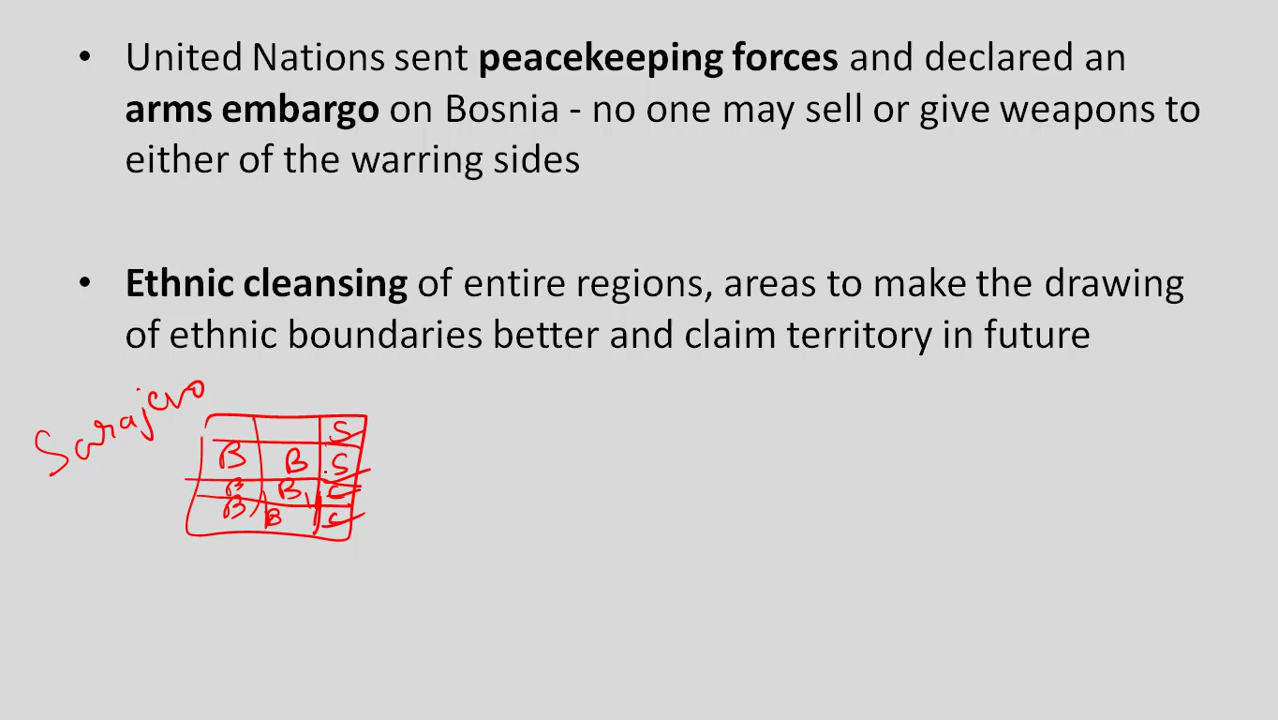 • United Nations sent peacekeeping forces and declared an
arms embargo on Bosnia - no one may sell or give weapons to
either of the warring sides
• Ethnic cleansing of entire regions, areas to make the drawing
of ethnic boundaries better and claim territory in future
Sarajevo
S
B B S
B B C
B B C